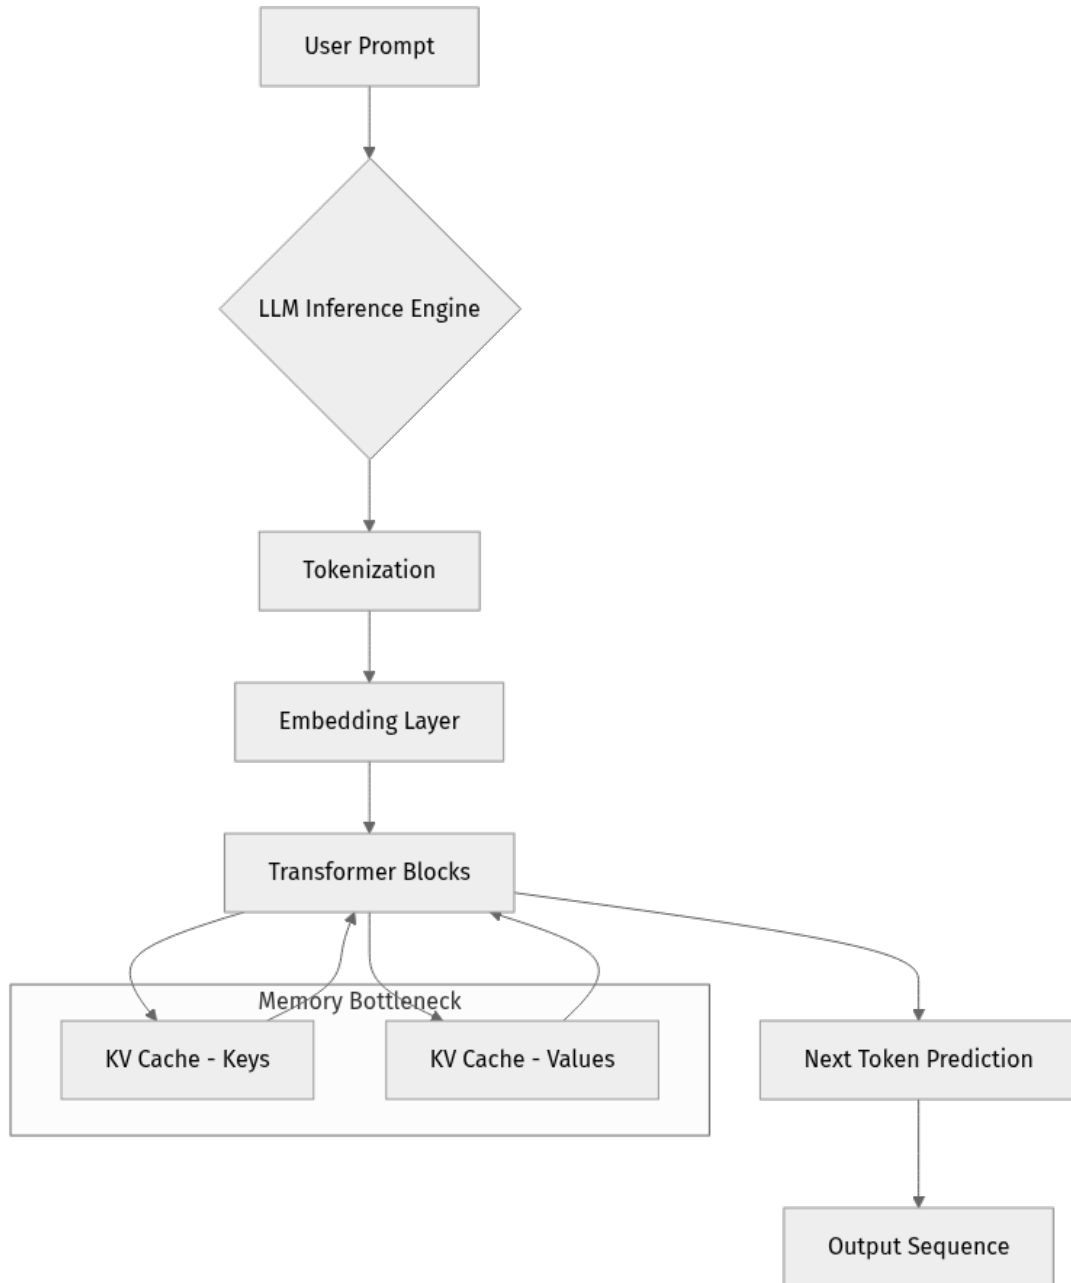 User Prompt
LLM Inference Engine
Tokenization
Embedding Layer
Transformer Blocks
Memory Bottleneck
KV Cache - Keys
KV Cache - Values
Next Token Prediction
Output Sequence